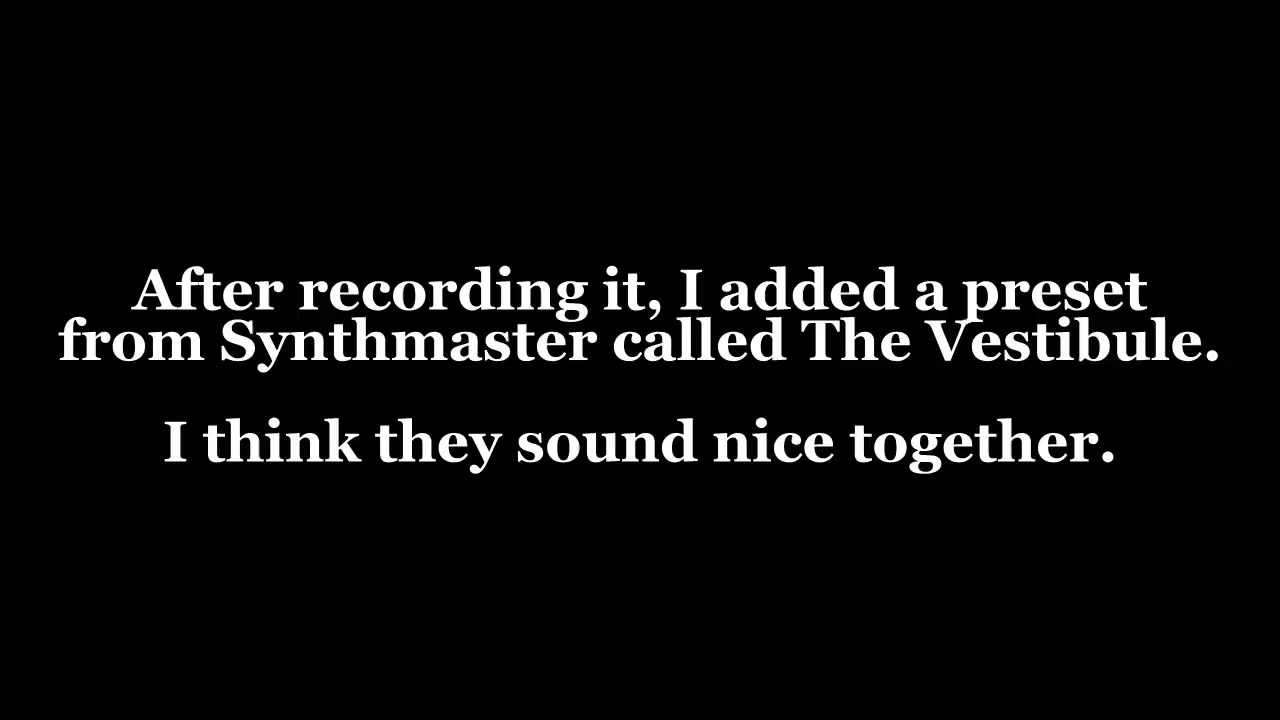 After recording it, I added a preset
from Synthmaster called The Vestibule.
I think they sound nice together.